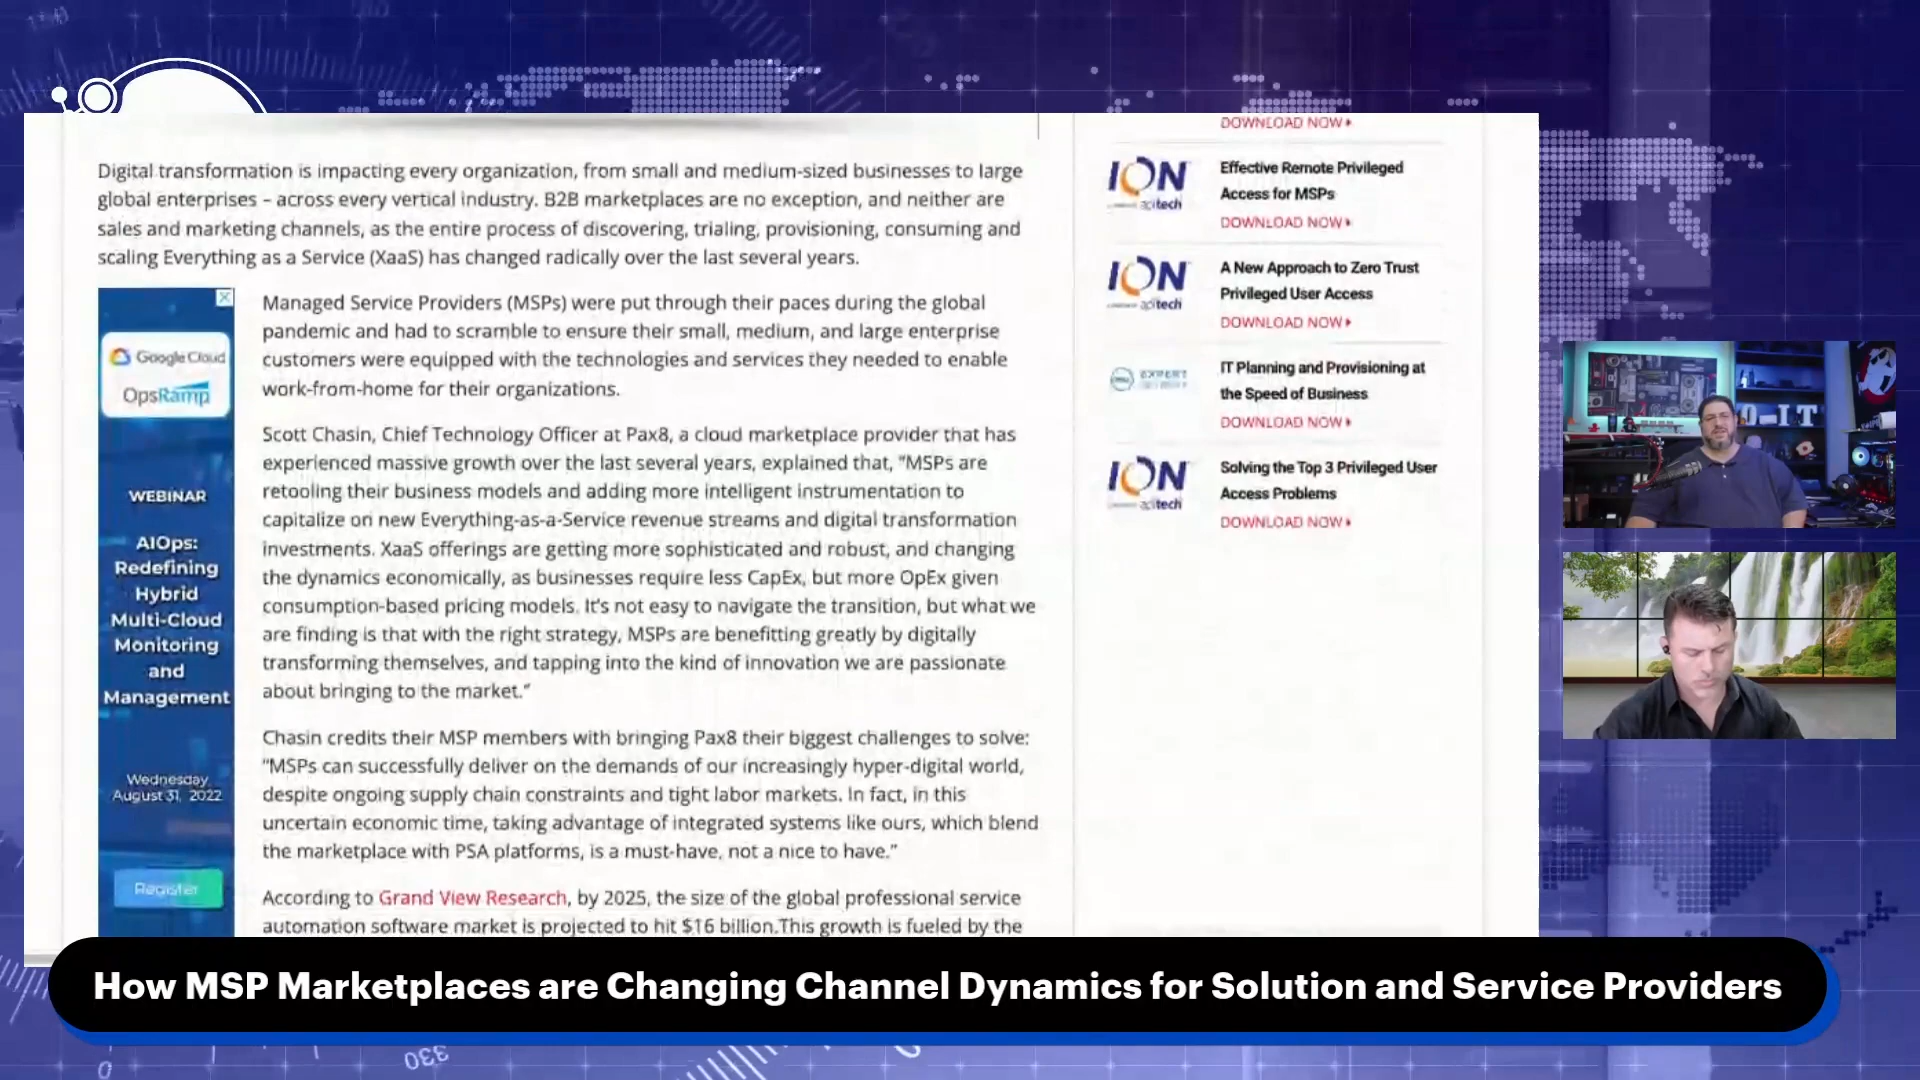 Digital transformation is impacting every organization, from small and medium-sized businesses to large
global enterprises – across every vertical industry. B2B marketplaces are no exception, and neither are
sales and marketing channels, as the entire process of discovering, trialing, provisioning, consuming and
scaling Everything as a Service (XaaS) has changed radically over the last several years.
Google Cloud
OpsRamp
WEBINAR
AIOps:
Redefining
Hybrid
Multi-Cloud
Monitoring
and
Management
Wednesday
August 31, 2022
Register
Managed Service Providers (MSPs) were put through their paces during the global
pandemic and had to scramble to ensure their small, medium, and large enterprise
customers were equipped with the technologies and services they needed to enable
work-from-home for their organizations.
Scott Chasin, Chief Technology Officer at Pax8, a cloud marketplace provider that has
experienced massive growth over the last several years, explained that, "MSPs are
retooling their business models and adding more intelligent instrumentation to
capitalize on new Everything-as-a-Service revenue streams and digital transformation
investments. XaaS offerings are getting more sophisticated and robust, and changing
the dynamics economically, as businesses require less CapEx, but more OpEx given
consumption-based pricing models. It's not easy to navigate the transition, but what we
are finding is that with the right strategy, MSPs are benefitting greatly by digitally
transforming themselves, and tapping into the kind of innovation we are passionate
about bringing to the market."
Chasin credits their MSP members with bringing Pax8 their biggest challenges to solve:
"MSPs can successfully deliver on the demands of our increasingly hyper-digital world,
despite ongoing supply chain constraints and tight labor markets. In fact, in this
uncertain economic time, taking advantage of integrated systems like ours, which blend
the marketplace with PSA platforms, is a must-have, not a nice to have."
According to Grand View Research, by 2025, the size of the global professional service
automation software market is projected to hit $16 billion.This growth is fueled by the
DOWNLOAD NOW
ION
Effective Remote Privileged
Access for MSPs
DOWNLOAD NOW
ION
A New Approach to Zero Trust
Privileged User Access
DOWNLOAD NOW
IT Planning and Provisioning at
the Speed of Business
DOWNLOAD NOW
ION
Solving the Top 3 Privileged User
Access Problems
DOWNLOAD NOW
How MSP Marketplaces are Changing Channel Dynamics for Solution and Service Providers
0
330